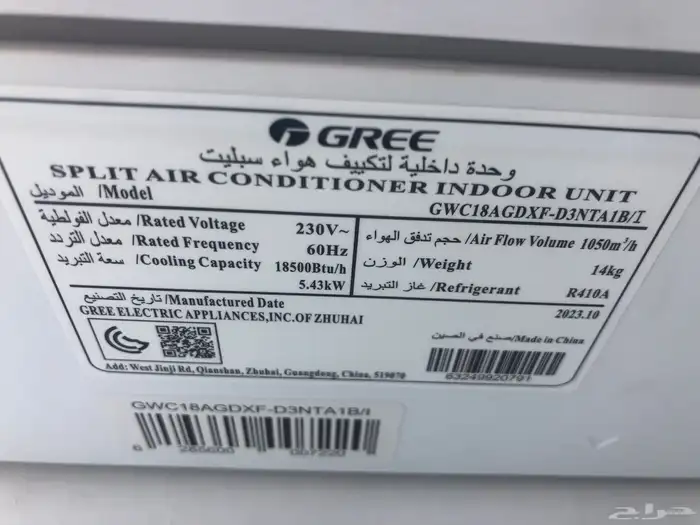 GREE
وحدة داخلية لتكييف هواء سبليت
SPLIT AIR CONDITIONER INDOOR UNIT
الموديل /Model GWC18AGDXF-D3NTA1B/I
معدل الفولطية /Rated Voltage 230V~
معدل التردد /Rated Frequency 60Hz
سعة التبريد /Cooling Capacity 18500Btu/h
5.43kW
حجم تدفق الهواء /Air Flow Volume 1050m³/h
الوزن /Weight 14kg
غاز التبريد /Refrigerant R410A
تاريخ التصنيع /Manufactured Date 2023.10
GREE ELECTRIC APPLIANCES,INC.OF ZHUHAI
صنع في الصين /Made in China
Add: West Jinji Rd, Qianshan, Zhuhai, Guangdong, China, 519070
63249920791
GWC18AGDXF-D3NTA1B/I
حراج